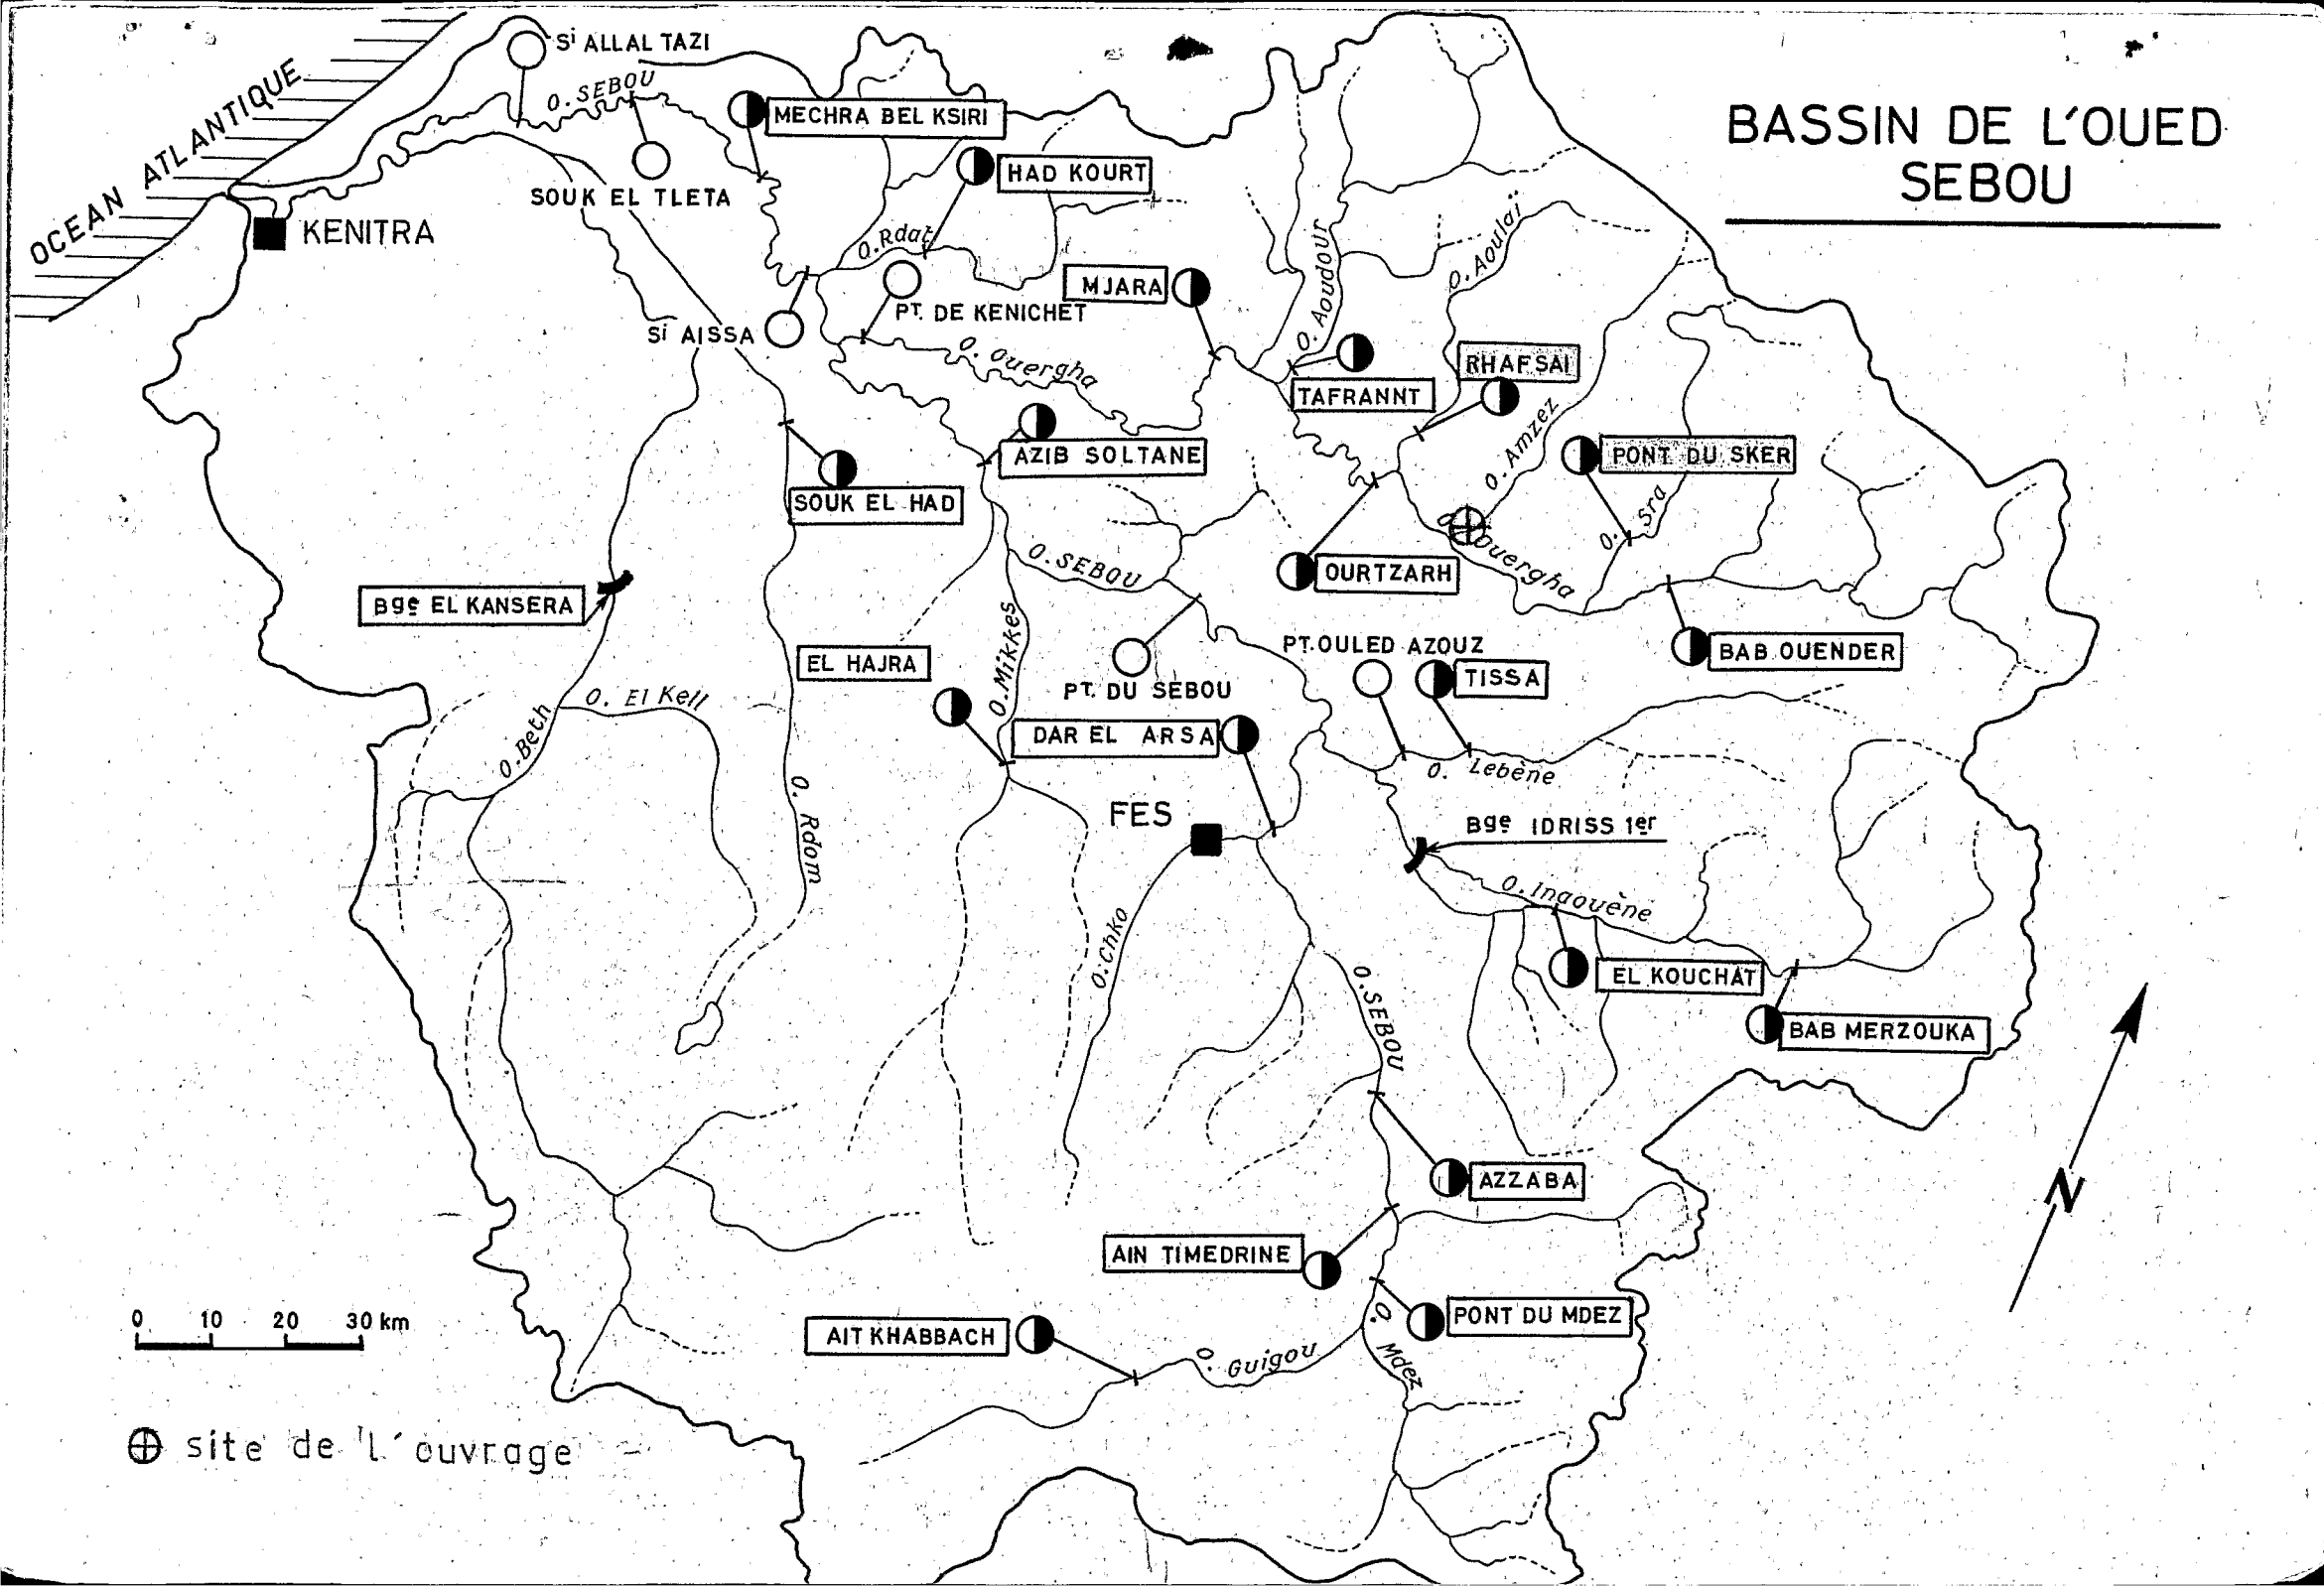 BASSIN DE L'OUED
SEBOU
OCEAN ATLANTIQUE
Si ALLAL TAZI
O. SEBOU
MECHRA BEL KSIRI
HAD KOURT
SOUK EL TLETA
KENITRA
O. Rdat
MJARA
PT. DE KENICHET
Si AISSA
O. Ouergha
O. Aoudour
O. Aoulaï
TAFRANNT
RHAFSAI
AZIB SOLTANE
O. Amzez
PONT DU SKER
SOUK EL HAD
O. Sra
O. SEBOU
OURTZARH
O. Ouergha
Bge EL KANSERA
EL HAJRA
O. Mikkes
PT. DU SEBOU
PT. OULED AZOUZ
TISSA
BAB OUENDER
O. El Kell
O. Beth
DAR EL ARSA
O. Lebène
O. Rdom
FES
Bge IDRISS 1er
O. Inaouène
O. Chko
O. SEBOU
EL KOUCHAT
BAB MERZOUKA
AZZABA
N
AIN TIMEDRINE
PONT DU MDEZ
AIT KHABBACH
O. Guigou
O. Mdez
0 10 20 30 km
site de l'ouvrage